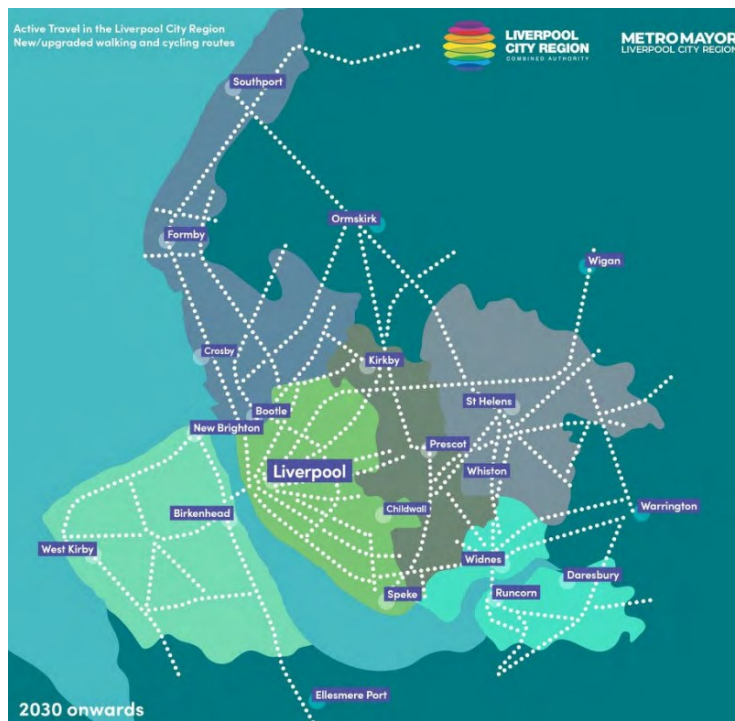 Active Travel in the Liverpool City Region
New/upgraded walking and cycling routes
LIVERPOOL
CITY REGION
COMBINED AUTHORITY
METRO MAYOR
LIVERPOOL CITY REGION
Southport
Ormskirk
Formby
Wigan
Crosby
Kirkby
St Helens
Bootle
New Brighton
Prescot
Liverpool
Whiston
Childwall
Birkenhead
Warrington
West Kirby
Widnes
Daresbury
Speke
Runcorn
Ellesmere Port
2030 onwards